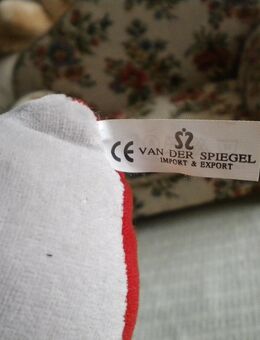 CE VAN DER SPIEGEL
IMPORT & EXPORT